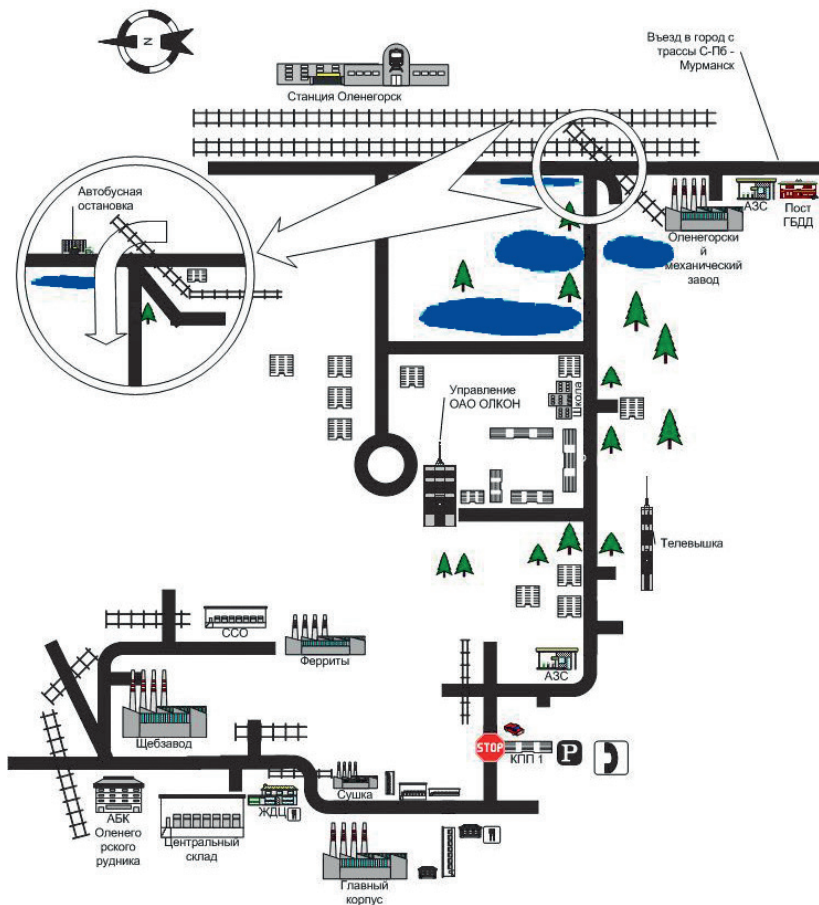 N
Въезд в город с
трассы С-Пб -
Мурманск
Станция Оленегорск
Автобусная
остановка
АЗС
Пост
ГБДД
Оленегорски
й
механический
завод
Управление
ОАО ОЛКОН
Школа
Телевышка
ССО
Ферриты
АЗС
Щебзавод
STOP
КПП 1
P
Сушка
АБК
Оленего
рского
рудника
ЖДЦ
Центральный
склад
Главный
корпус